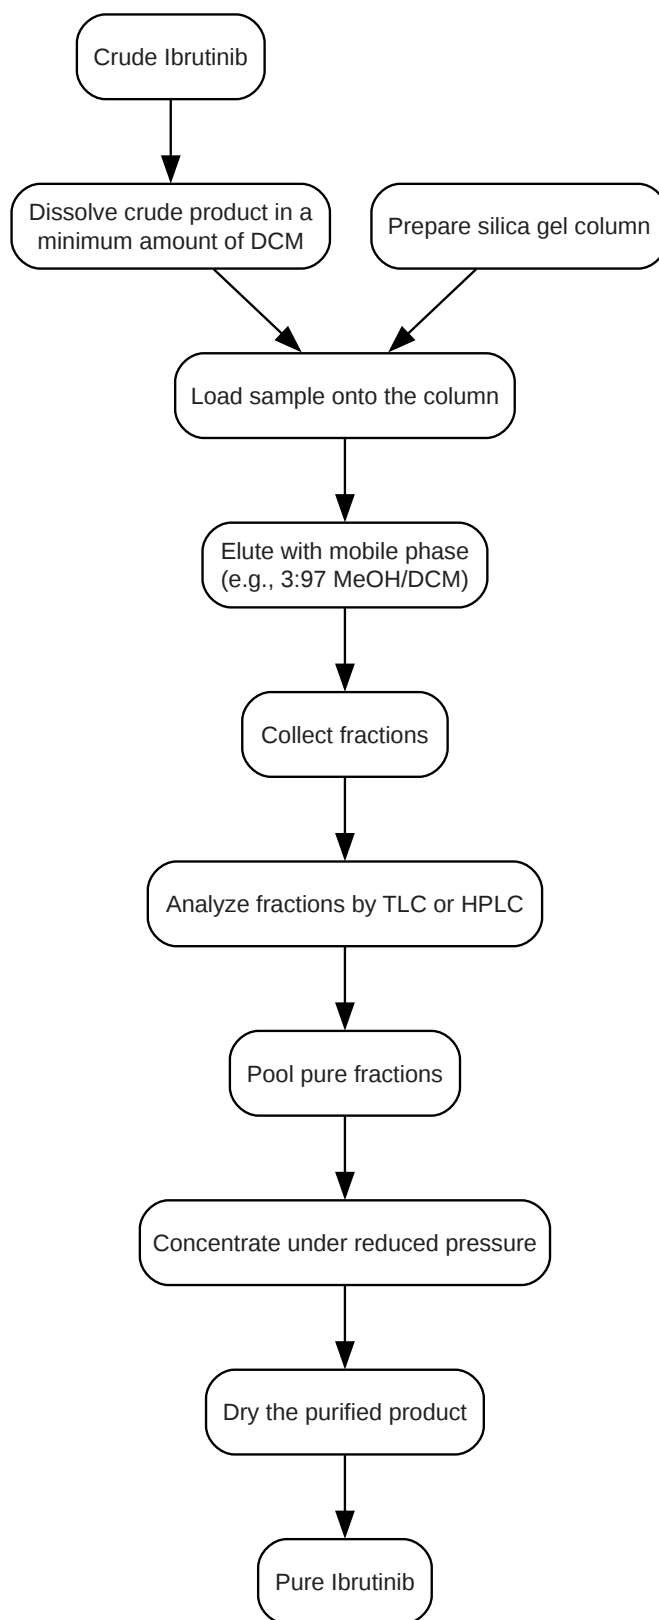 Crude Ibrutinib
Dissolve crude product in a
minimum amount of DCM
Prepare silica gel column
Load sample onto the column
Elute with mobile phase
(e.g., 3:97 MeOH/DCM)
Collect fractions
Analyze fractions by TLC or HPLC
Pool pure fractions
Concentrate under reduced pressure
Dry the purified product
Pure Ibrutinib